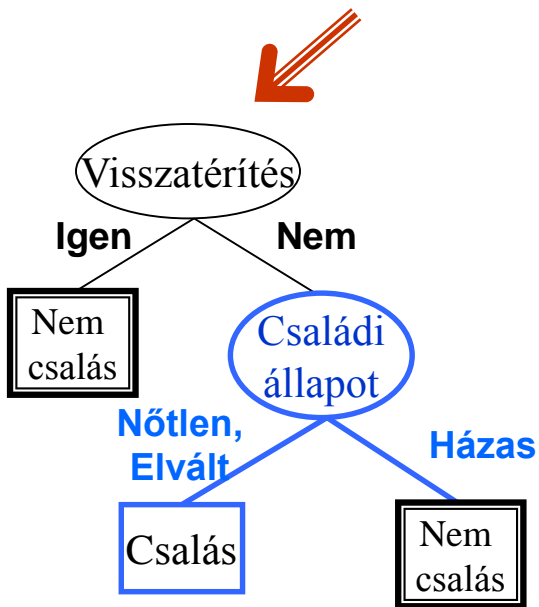 Visszatérítés
Igen
Nem
Nem
csalás
Családi
állapot
Nőtlen,
Elvált
Házas
Csalás
Nem
csalás